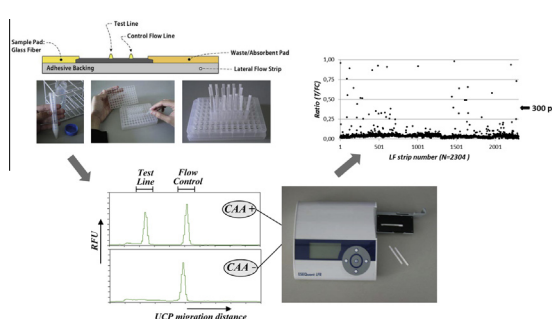 Test Line
Control Flow Line
Sample Pad:
Glass Fiber
Waste/Absorbent Pad
Adhesive Backing
Lateral Flow Strip
Ratio (T/FC)
1,00
0,75
0,50
0,25
0,00
1
501
1001
1501
2001
LF strip number (N=2304 )
300 p
Test
Line
Flow
Control
RFU
CAA +
CAA -
UCP migration distance